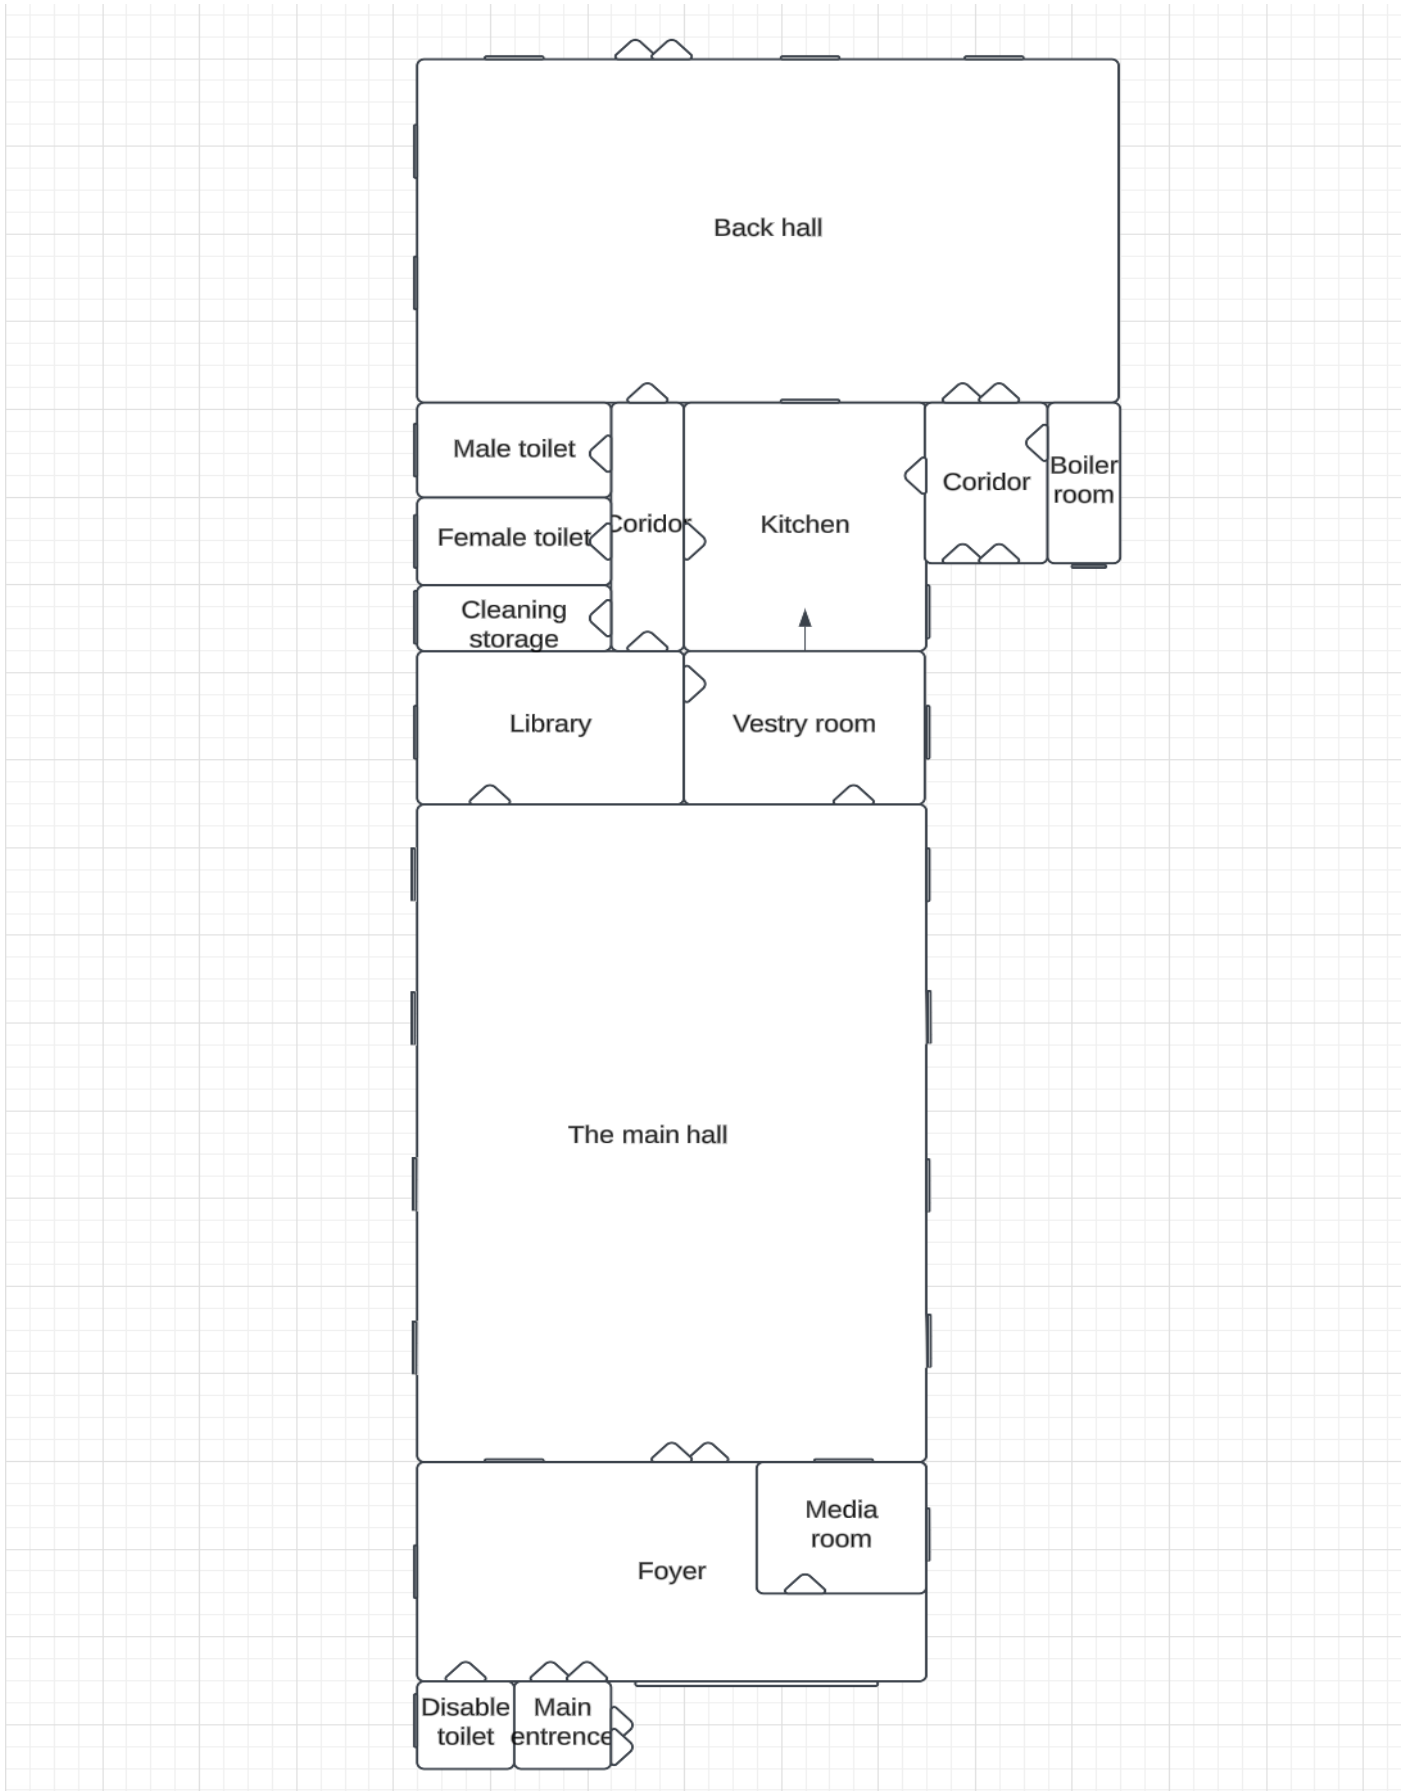 Back hall
Male toilet
Female toilet
Cleaning
storage
Coridor
Kitchen
Coridor
Boiler
room
Library
Vestry room
The main hall
Media
room
Foyer
Disable
toilet
Main
entrence